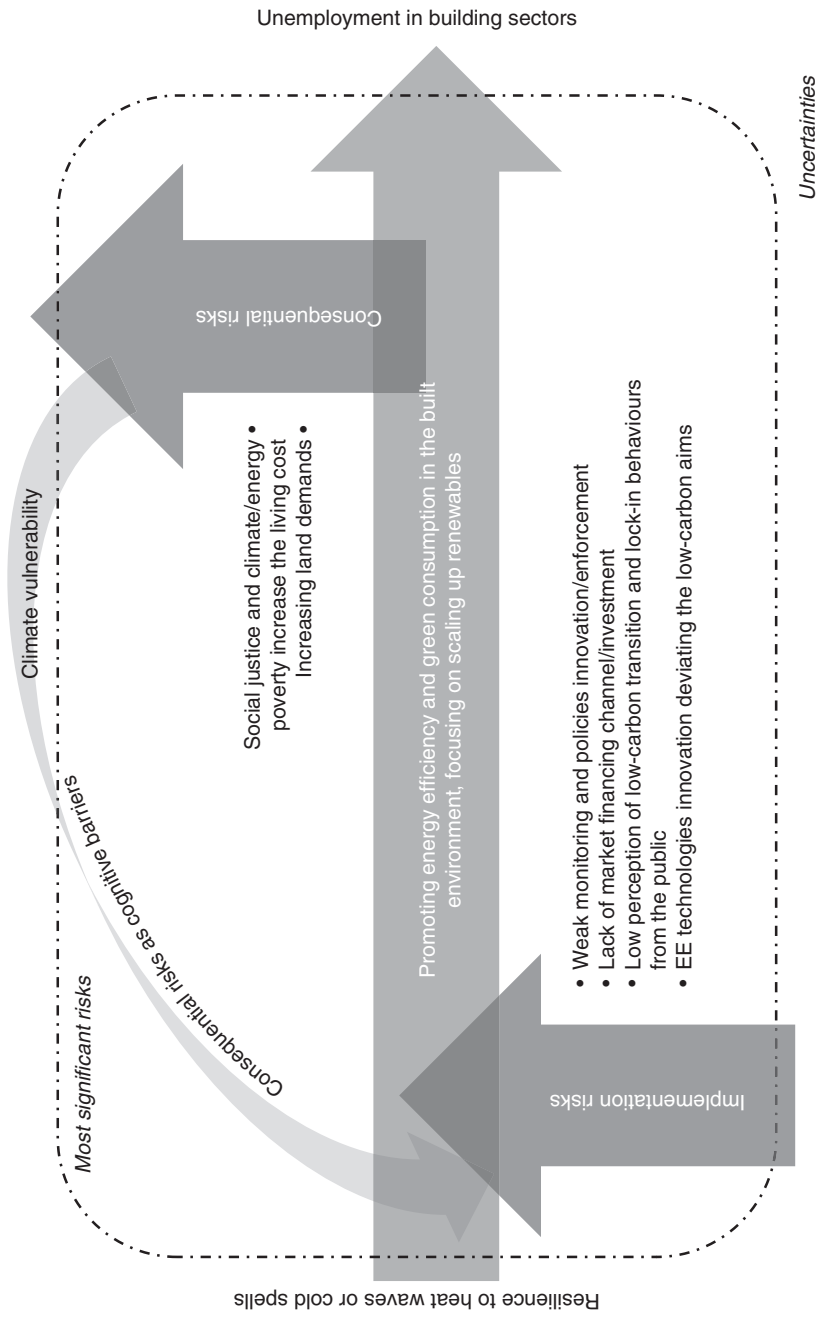 Unemployment in building sectors
Uncertainties
Most significant risks
Climate vulnerability
Consequential risks as cognitive barriers
Consequential risks
Social justice and climate/energy •
poverty increase the living cost
Increasing land demands •
Promoting energy efficiency and green consumption in the built
environment, focusing on scaling up renewables
• Weak monitoring and policies innovation/enforcement
• Lack of market financing channel/investment
• Low perception of low-carbon transition and lock-in behaviours
from the public
• EE technologies innovation deviating the low-carbon aims
Implementation risks
Resilience to heat waves or cold spells